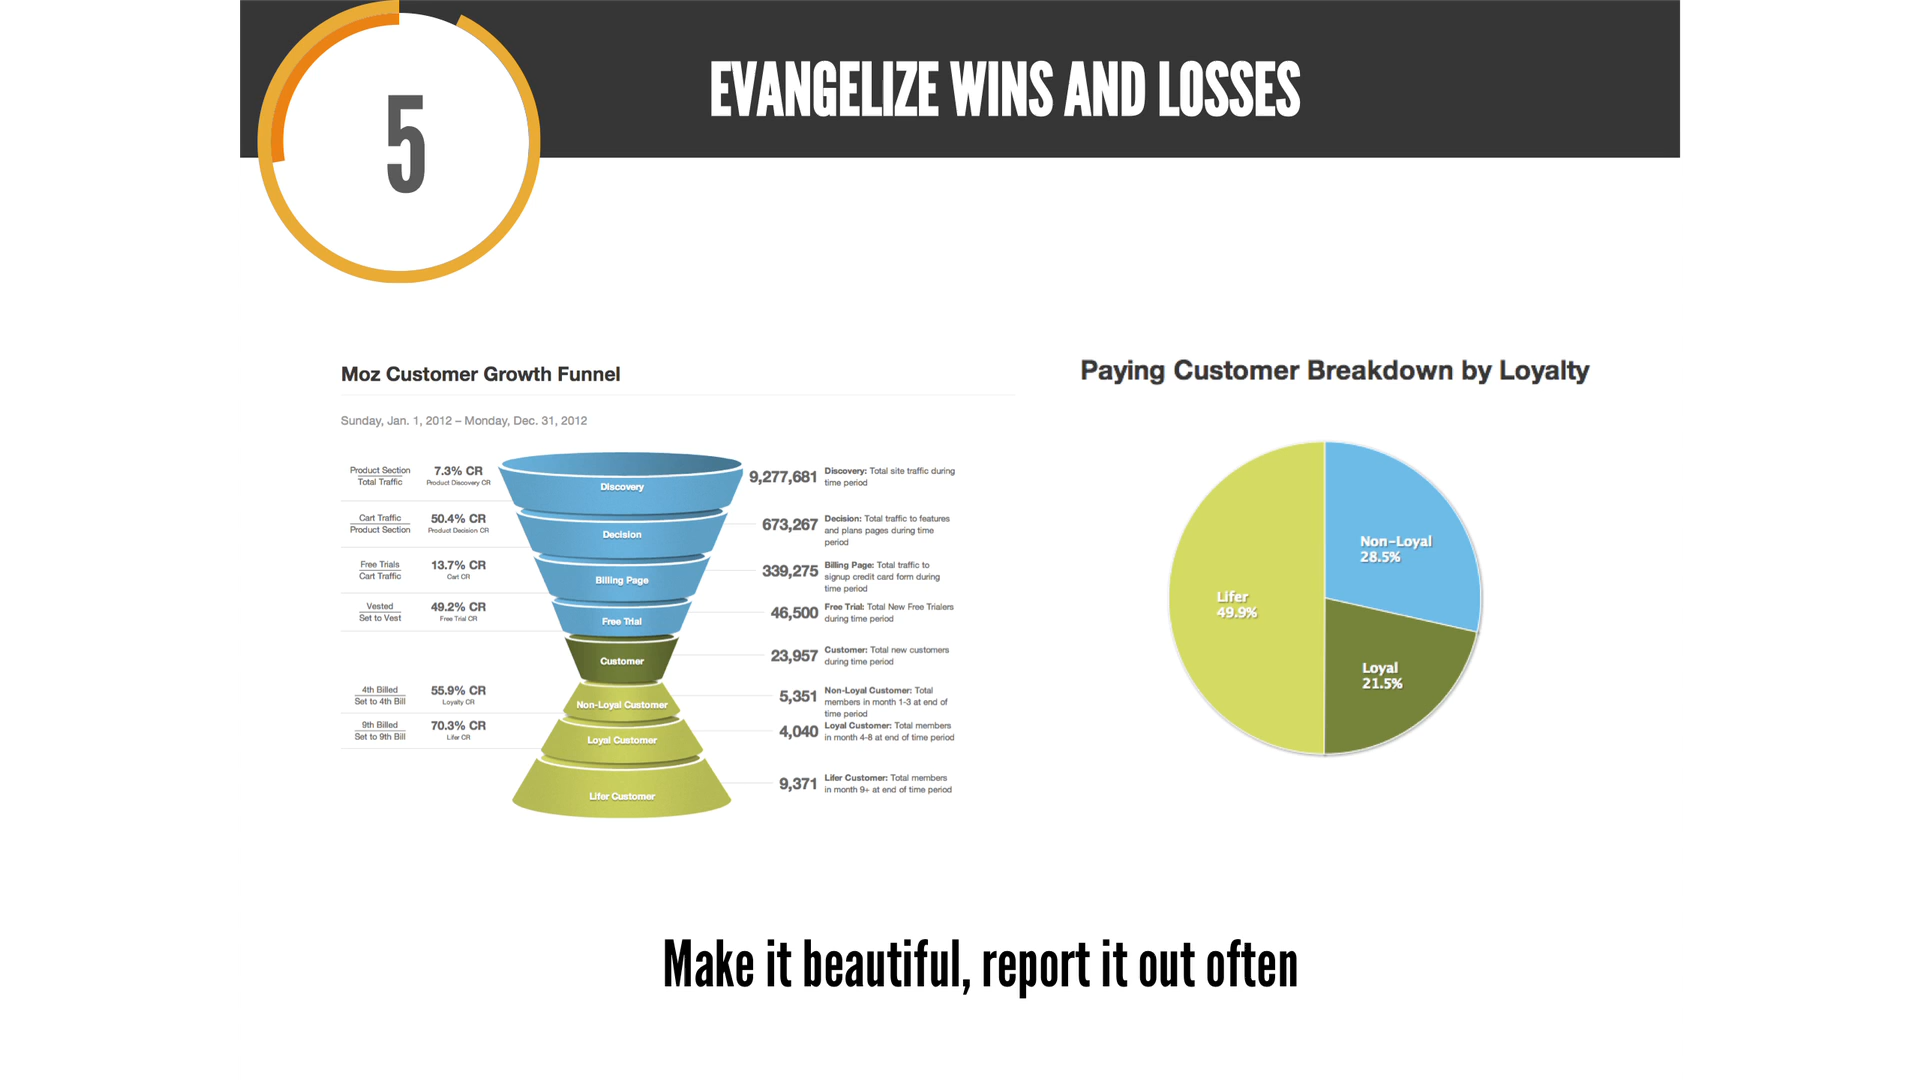 5
EVANGELIZE WINS AND LOSSES
Moz Customer Growth Funnel
Sunday, Jan. 1, 2012 – Monday, Dec. 31, 2012
Product Section
Total Traffic
7.3% CR
Product Discovery CR
Discovery
9,277,681
Discovery: Total site traffic during
time period
Cart Traffic
Product Section
50.4% CR
Product Decision CR
Decision
673,267
Decision: Total traffic to features
and plans pages during time
period
Free Trials
Cart Traffic
13.7% CR
Cart CR
Billing Page
339,275
Billing Page: Total traffic to
signup credit card form during
time period
Vested
Set to Vest
49.2% CR
Free Trial CR
Free Trial
46,500
Free Trial: Total New Free Trialers
during time period
Customer
23,957
Customer: Total new customers
during time period
4th Billed
Set to 4th Bill
55.9% CR
Loyalty CR
Non-Loyal Customer
5,351
Non-Loyal Customer: Total
members in month 1-3 at end of
time period
9th Billed
Set to 9th Bill
70.3% CR
Lifer CR
Loyal Customer
4,040
Loyal Customer: Total members
in month 4-8 at end of time period
Lifer Customer
9,371
Lifer Customer: Total members
in month 9+ at end of time period
Paying Customer Breakdown by Loyalty
Non-Loyal
28.5%
Lifer
49.9%
Loyal
21.5%
Make it beautiful, report it out often